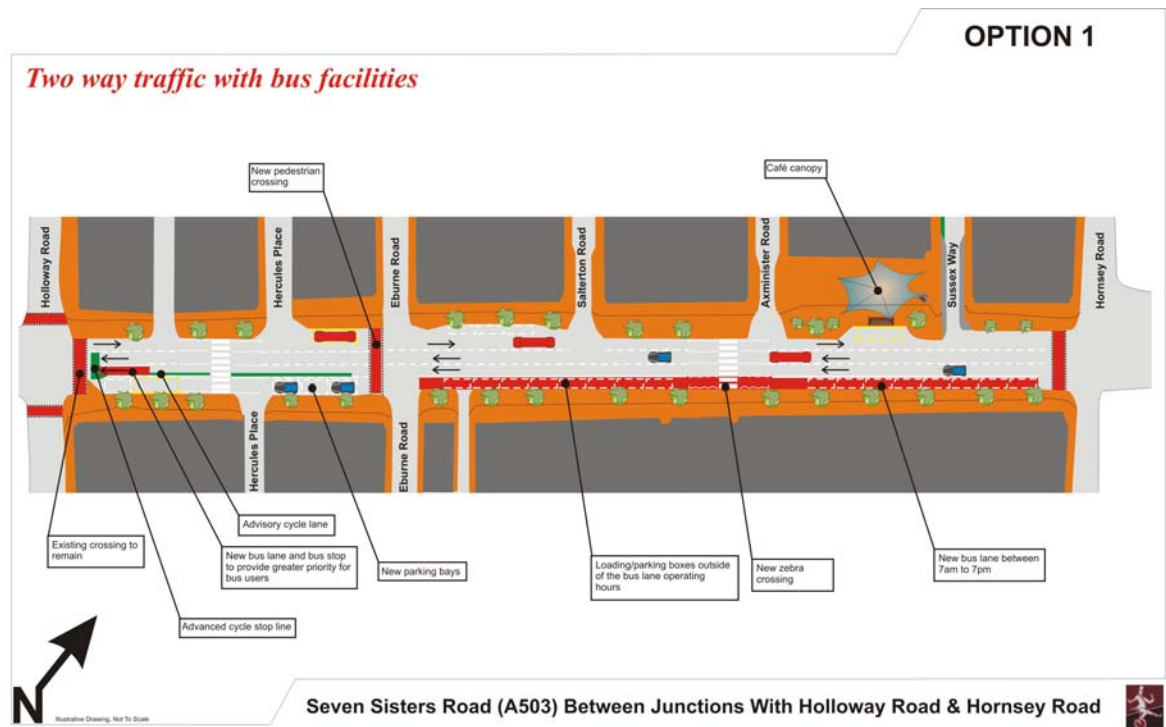 OPTION 1
Two way traffic with bus facilities
New pedestrian
crossing
Café canopy
Holloway Road
Hercules Place
Eburne Road
Salterton Road
Axminister Road
Sussex Way
Hornsey Road
Hercules Place
Eburne Road
Existing crossing to
remain
Advisory cycle lane
New bus lane and bus stop
to provide greater priority for
bus users
Advanced cycle stop line
New parking bays
Loading/parking boxes outside
of the bus lane operating
hours
New zebra
crossing
New bus lane between
7am to 7pm
N
Illustrative Drawing, Not To Scale
Seven Sisters Road (A503) Between Junctions With Holloway Road & Hornsey Road